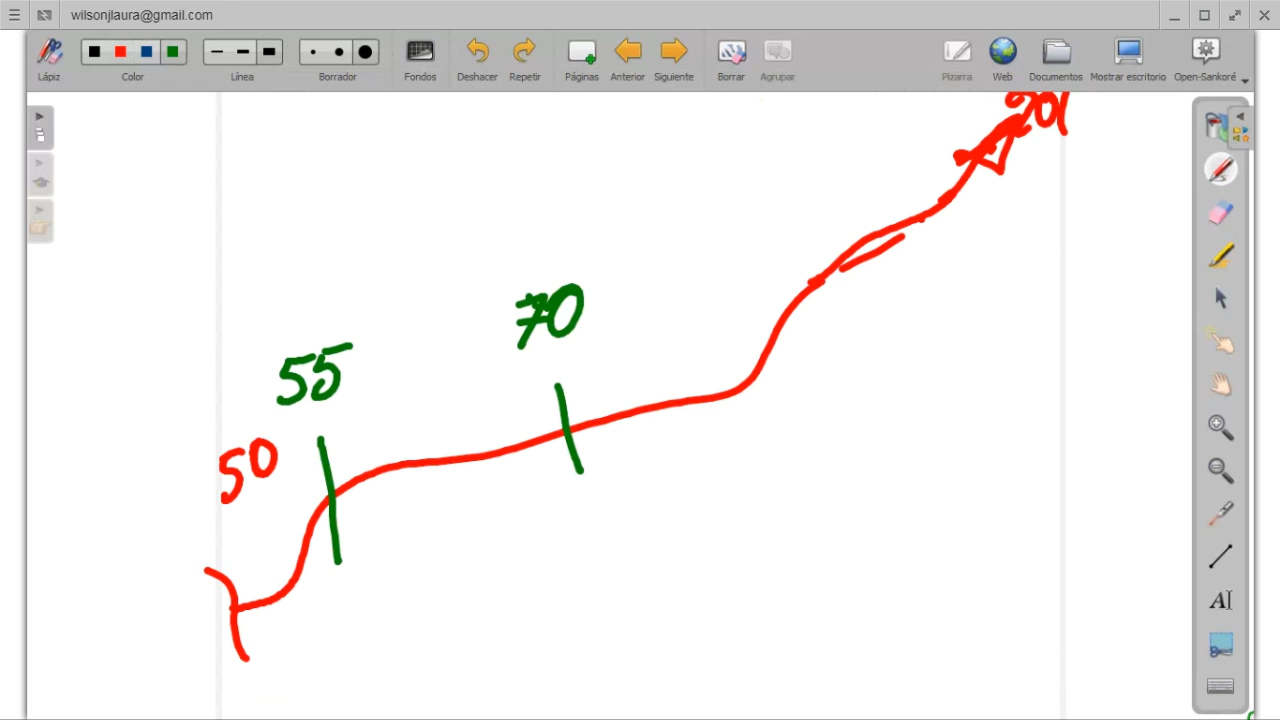 wilsonjlaura@gmail.com
Lápiz Color Línea Borrador Fondos Deshacer Repetir Páginas Anterior Siguiente Borrar Agrupar Pizarra Web Documentos Mostrar escritorio Open-Sankoré
70
55
50
AI